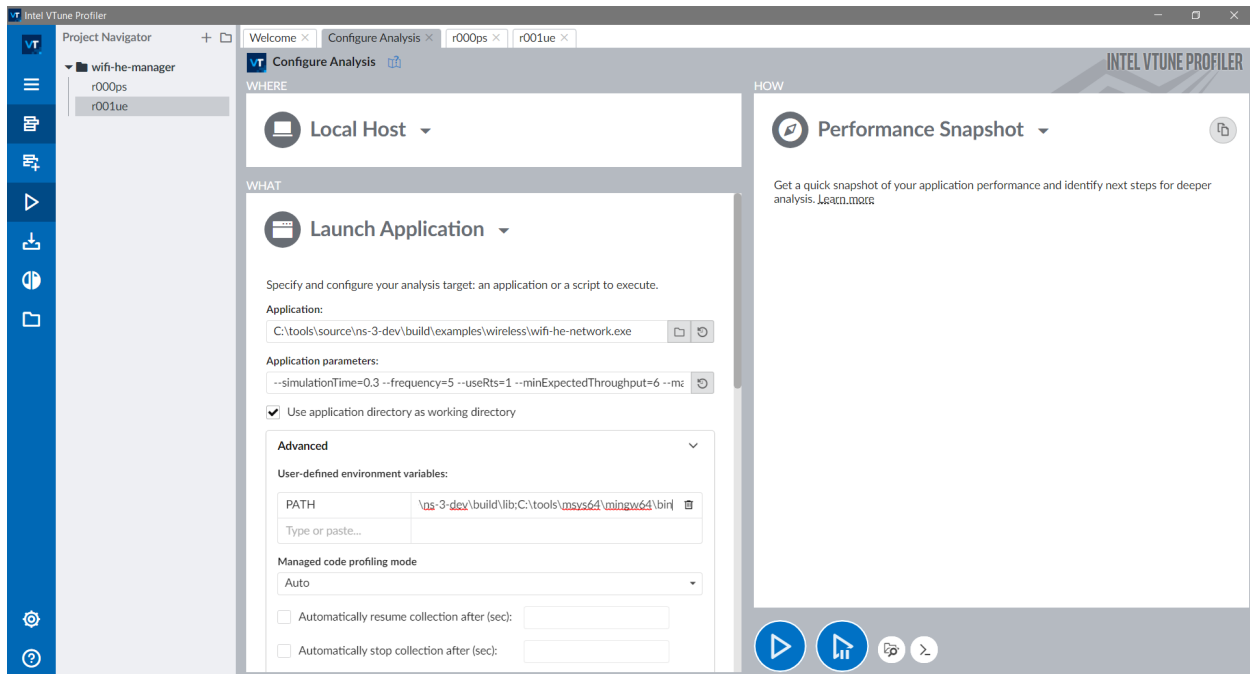 VT Intel VTune Profiler
VT
Project Navigator
wifi-he-manager
r000ps
r001ue
Welcome
Configure Analysis
r000ps
r001ue
VT Configure Analysis
INTEL VTUNE PROFILER
WHERE
Local Host
WHAT
Launch Application
Specify and configure your analysis target: an application or a script to execute.
Application:
C:\tools\source\ns-3-dev\build\examples\wireless\wifi-he-network.exe
Application parameters:
--simulationTime=0.3 --frequency=5 --useRts=1 --minExpectedThroughput=6 --ma
Use application directory as working directory
Advanced
User-defined environment variables:
PATH \ns-3-dev\build\lib;C:\tools\msys64\mingw64\bin
Type or paste...
Managed code profiling mode
Auto
Automatically resume collection after (sec):
Automatically stop collection after (sec):
HOW
Performance Snapshot
Get a quick snapshot of your application performance and identify next steps for deeper
analysis. Learn more